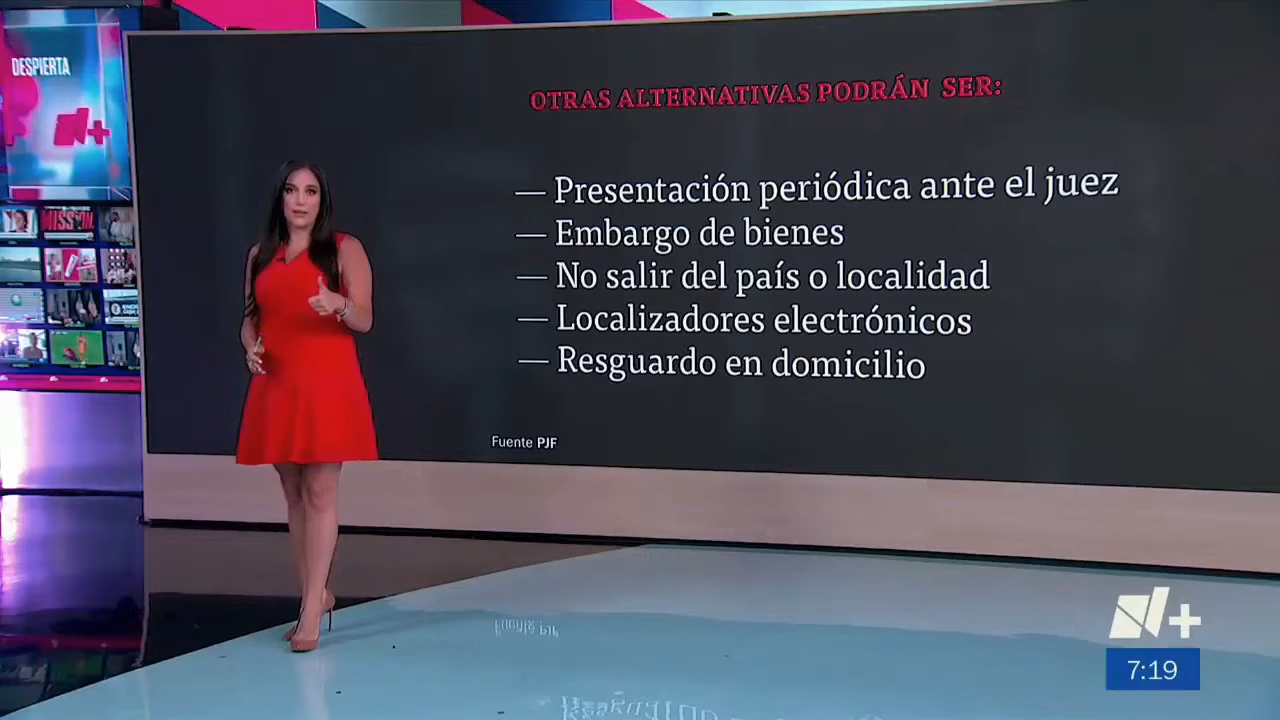 DESPIERTA
N+
MISSION
OTRAS ALTERNATIVAS PODRÁN SER:
— Presentación periódica ante el juez
— Embargo de bienes
— No salir del país o localidad
— Localizadores electrónicos
— Resguardo en domicilio
Fuente PJF
N+
7:19